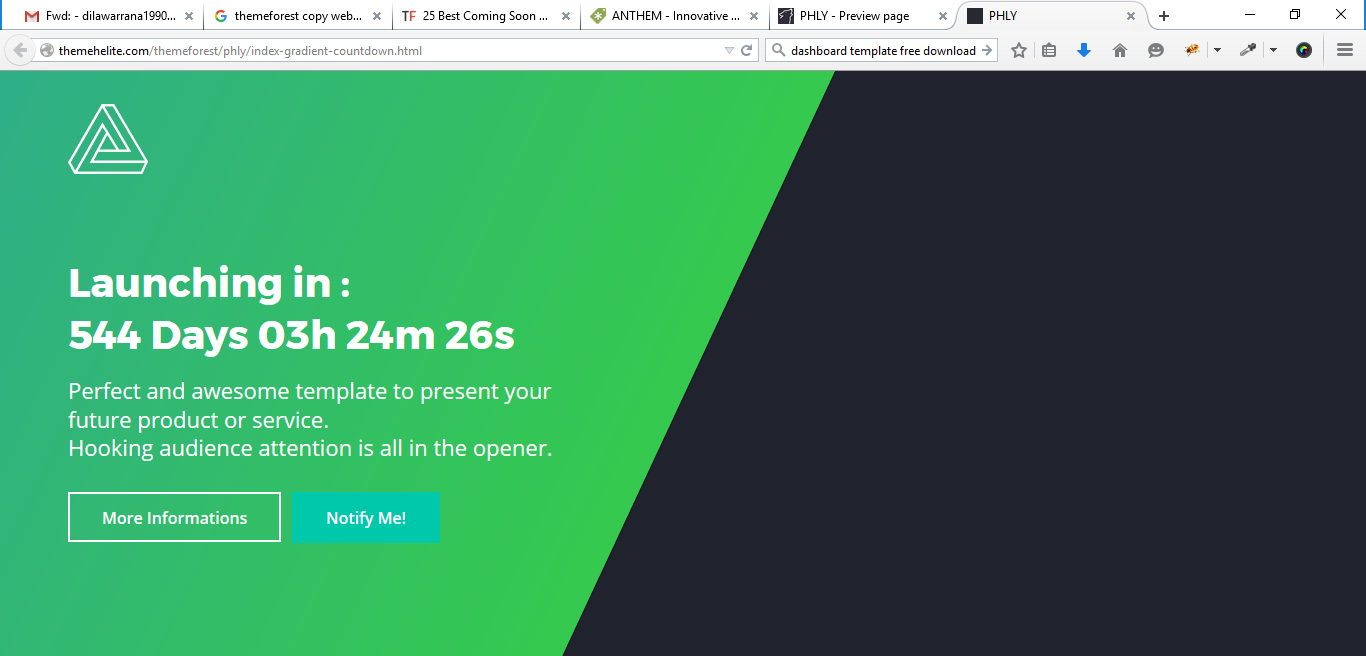 Fwd: - dilawarrana1990...
themeforest copy web...
25 Best Coming Soon ...
ANTHEM - Innovative ...
PHLY - Preview page
PHLY
themehelite.com/themeforest/phly/index-gradient-countdown.html
dashboard template free download
Launching in :
544 Days 03h 24m 26s
Perfect and awesome template to present your
future product or service.
Hooking audience attention is all in the opener.
More Informations
Notify Me!